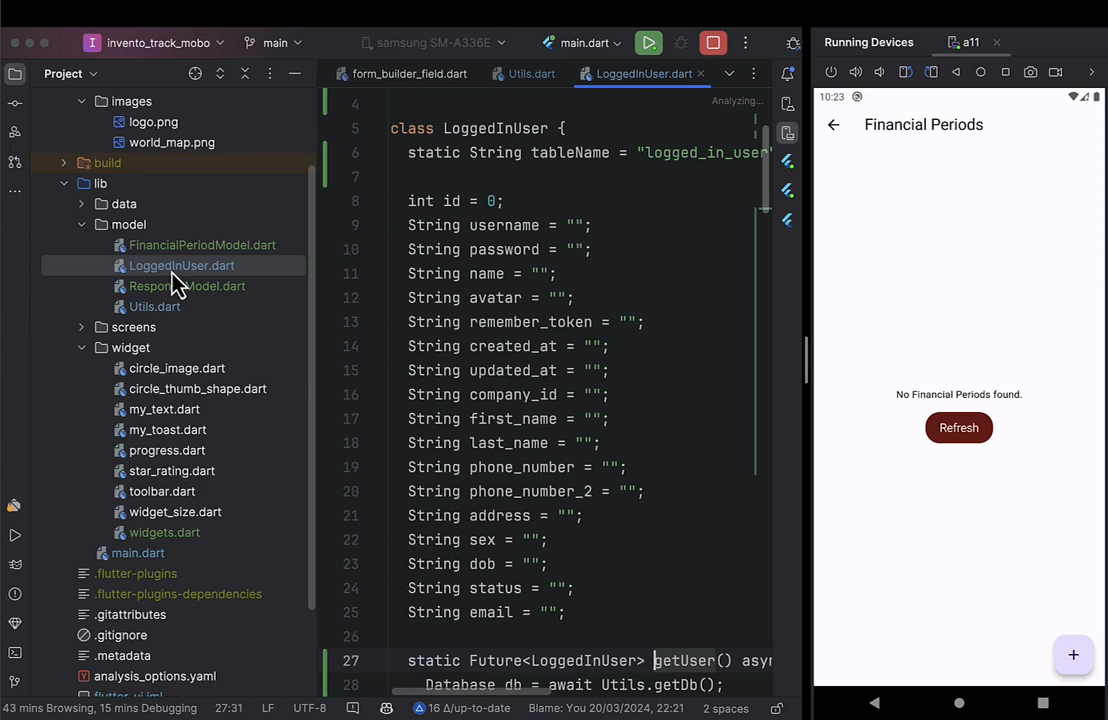 invento_track_mobo
main
samsung SM-A336E
main.dart
Running Devices
a11
Project
form_builder_field.dart
Utils.dart
LoggedInUser.dart
Analyzing...
images
logo.png
world_map.png
build
lib
data
model
FinancialPeriodModel.dart
LoggedInUser.dart
Utils.dart
screens
widget
circle_image.dart
circle_thumb_shape.dart
my_text.dart
my_toast.dart
progress.dart
star_rating.dart
toolbar.dart
widget_size.dart
widgets.dart
main.dart
.flutter-plugins
.flutter-plugins-dependencies
.gitattributes
.gitignore
.metadata
analysis_options.yaml
4
5 class LoggedInUser {
6 static String tableName = "logged_in_user"
7
8 int id = 0;
9 String username = "";
10 String password = "";
11 String name = "";
12 String avatar = "";
13 String remember_token = "";
14 String created_at = "";
15 String updated_at = "";
16 String company_id = "";
17 String first_name = "";
18 String last_name = "";
19 String phone_number = "";
20 String phone_number_2 = "";
21 String address = "";
22 String sex = "";
23 String dob = "";
24 String status = "";
25 String email = "";
26
27 static Future<LoggedInUser> getUser() asyn
28 Database db = await Utils.getDb();
10:23
Financial Periods
No Financial Periods found.
Refresh
+
43 mins Browsing, 15 mins Debugging
27:31
LF
UTF-8
16 Δ/up-to-date
Blame: You 20/03/2024, 22:21
2 spaces